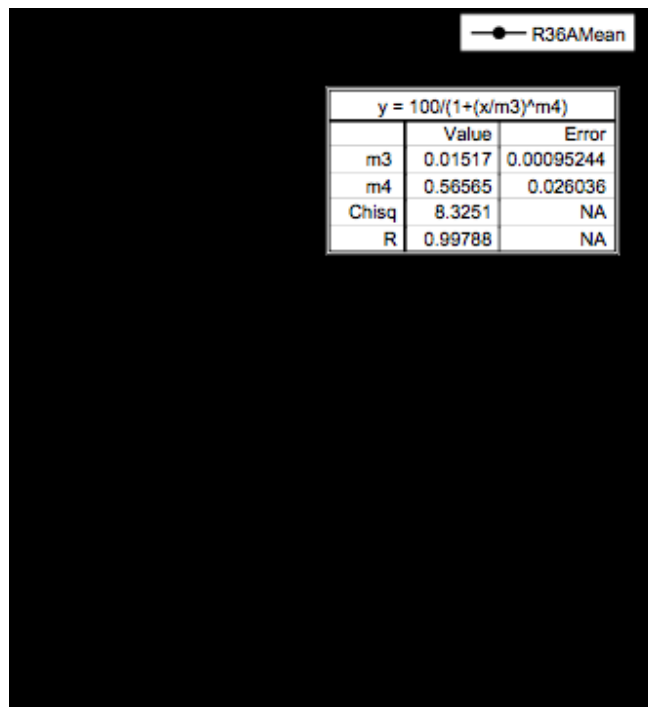 R36AMean
y = 100/(1+(x/m3)^m4)
Value Error
m3 0.01517 0.00095244
m4 0.56565 0.026036
Chisq 8.3251 NA
R 0.99788 NA